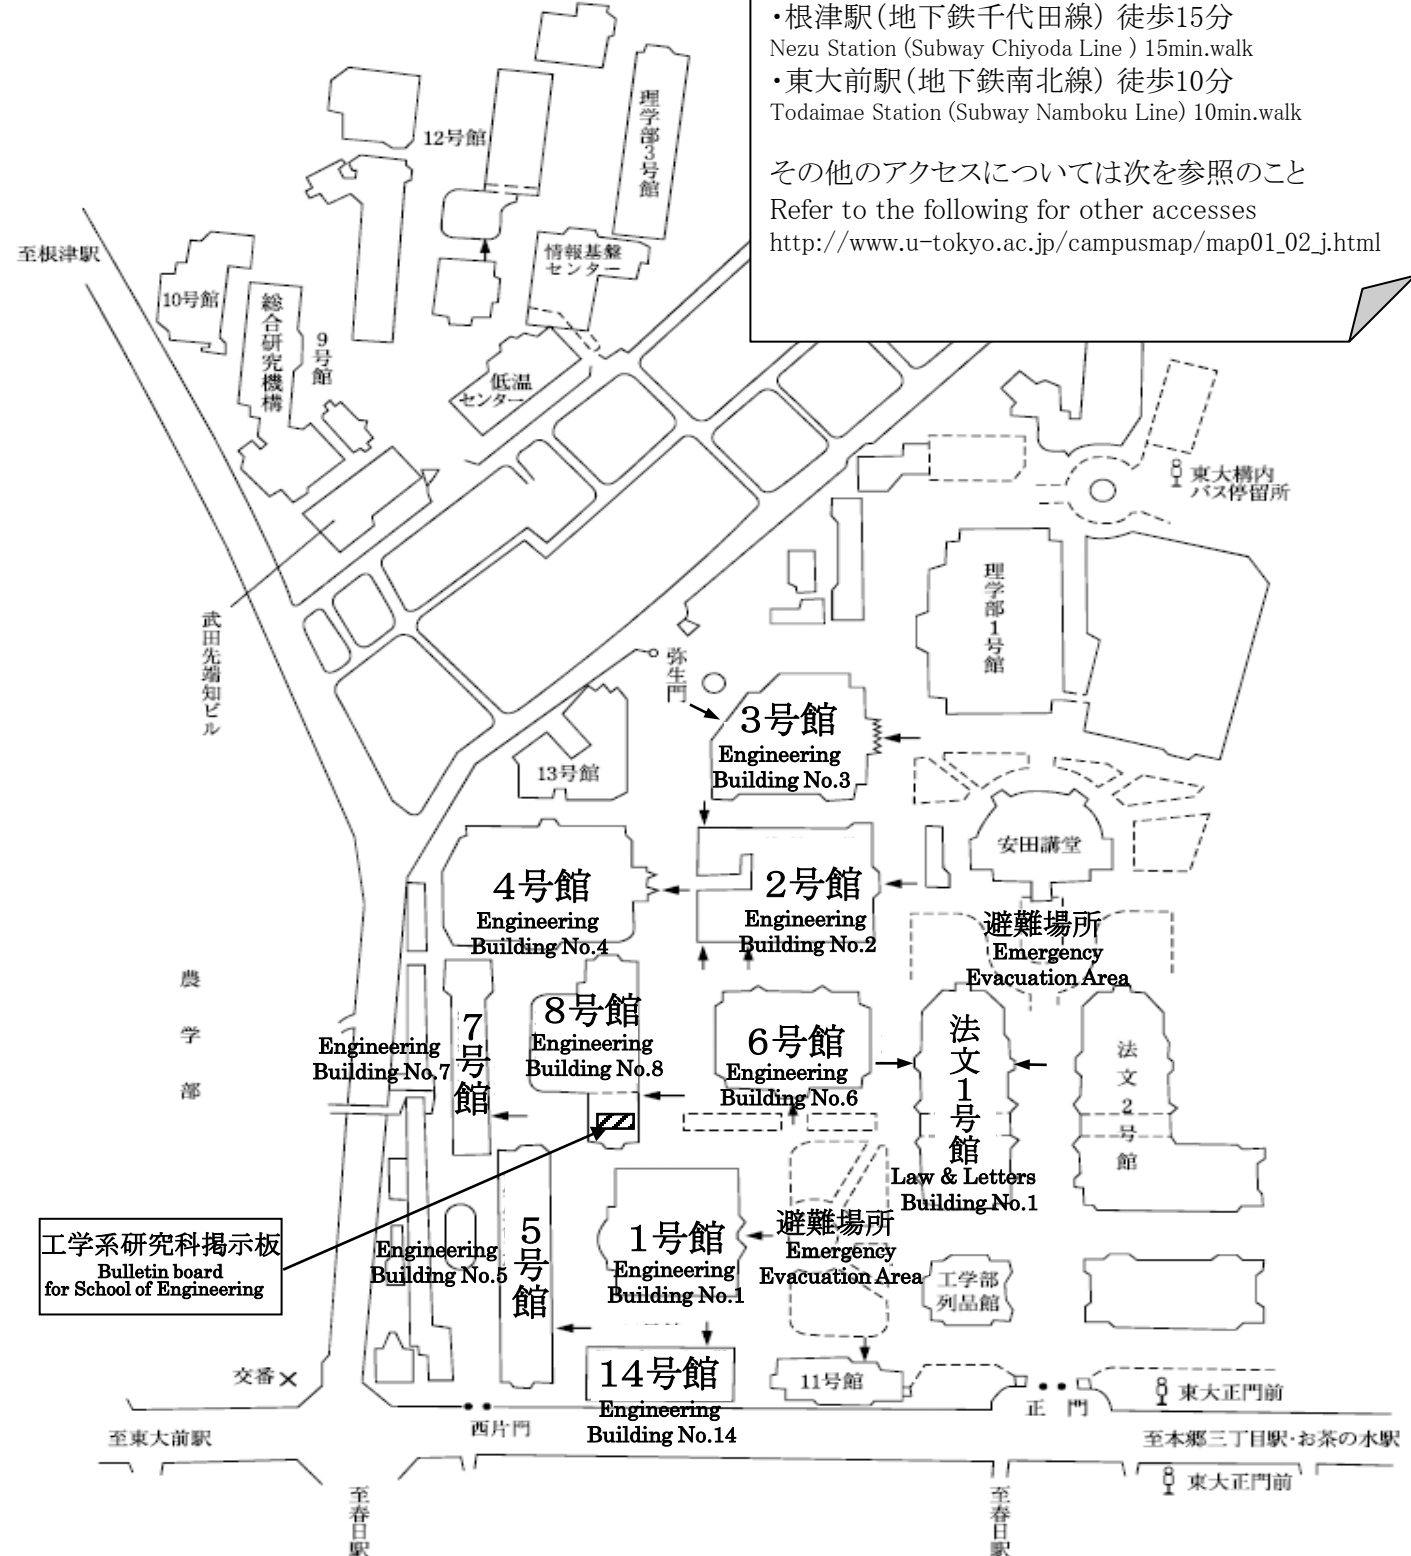 ・根津駅(地下鉄千代田線) 徒歩15分
Nezu Station (Subway Chiyoda Line ) 15min.walk
・東大前駅(地下鉄南北線) 徒歩10分
Todaimae Station (Subway Namboku Line) 10min.walk
その他のアクセスについては次を参照のこと
Refer to the following for other accesses
http://www.u-tokyo.ac.jp/campusmap/map01_02_j.html
12号館
理学部3号館
至根津駅
10号館
総合研究機構
9号館
情報基盤
センター
低温
センター
東大構内
バス停留所
理学部1号館
武田先端知ビル
弥生門
3号館
Engineering
Building No.3
13号館
安田講堂
4号館
Engineering
Building No.4
2号館
Engineering
Building No.2
避難場所
Emergency
Evacuation Area
農学部
7号館
Engineering
Building No.7
8号館
Engineering
Building No.8
6号館
Engineering
Building No.6
法文1号館
Law & Letters
Building No.1
法文2号館
工学系研究科掲示板
Bulletin board
for School of Engineering
5号館
Engineering
Building No.5
1号館
Engineering
Building No.1
避難場所
Emergency
Evacuation Area
工学部
列品館
交番
14号館
Engineering
Building No.14
11号館
正門
東大正門前
西片門
至東大前駅
至本郷三丁目駅・お茶の水駅
東大正門前
至春日駅
至春日駅